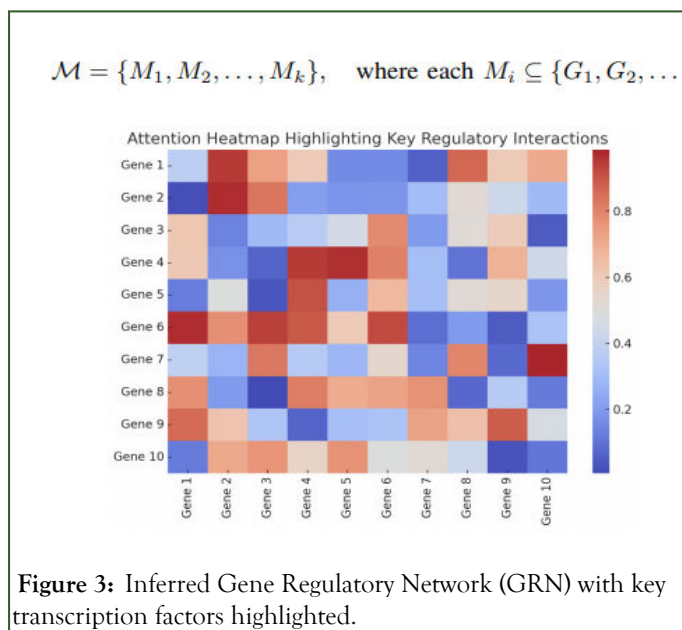 ℳ = {M₁, M₂, . . . , Mₖ}, where each Mᵢ ⊆ {G₁, G₂, . . .
Attention Heatmap Highlighting Key Regulatory Interactions
Gene 1
Gene 2
Gene 3
Gene 4
Gene 5
Gene 6
Gene 7
Gene 8
Gene 9
Gene 10
0.8
0.6
0.4
0.2
Gene 1
Gene 2
Gene 3
Gene 4
Gene 5
Gene 6
Gene 7
Gene 8
Gene 9
Gene 10
Figure 3: Inferred Gene Regulatory Network (GRN) with key
transcription factors highlighted.